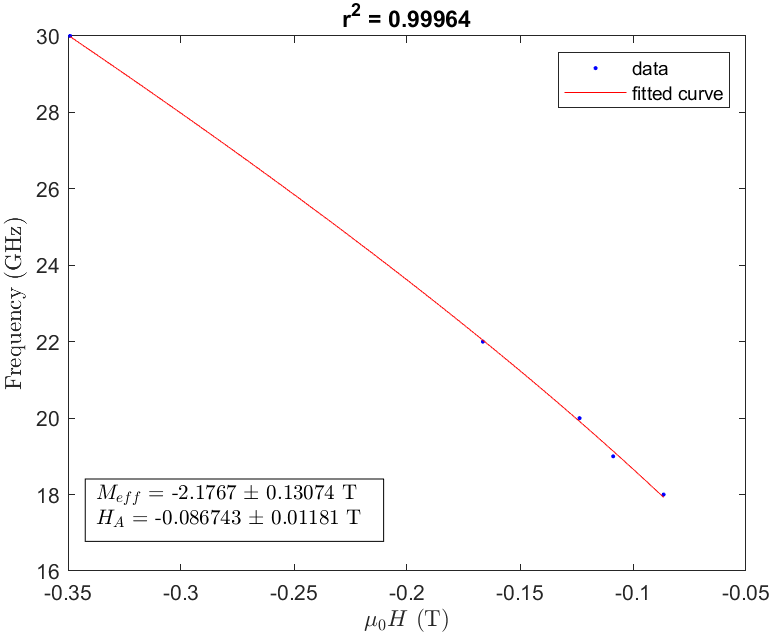 r² = 0.99964
30
28
26
24
22
20
18
16
Frequency (GHz)
data
fitted curve
M_eff = -2.1767 ± 0.13074 T
H_A = -0.086743 ± 0.01181 T
-0.35
-0.3
-0.25
-0.2
-0.15
-0.1
-0.05
μ₀H (T)